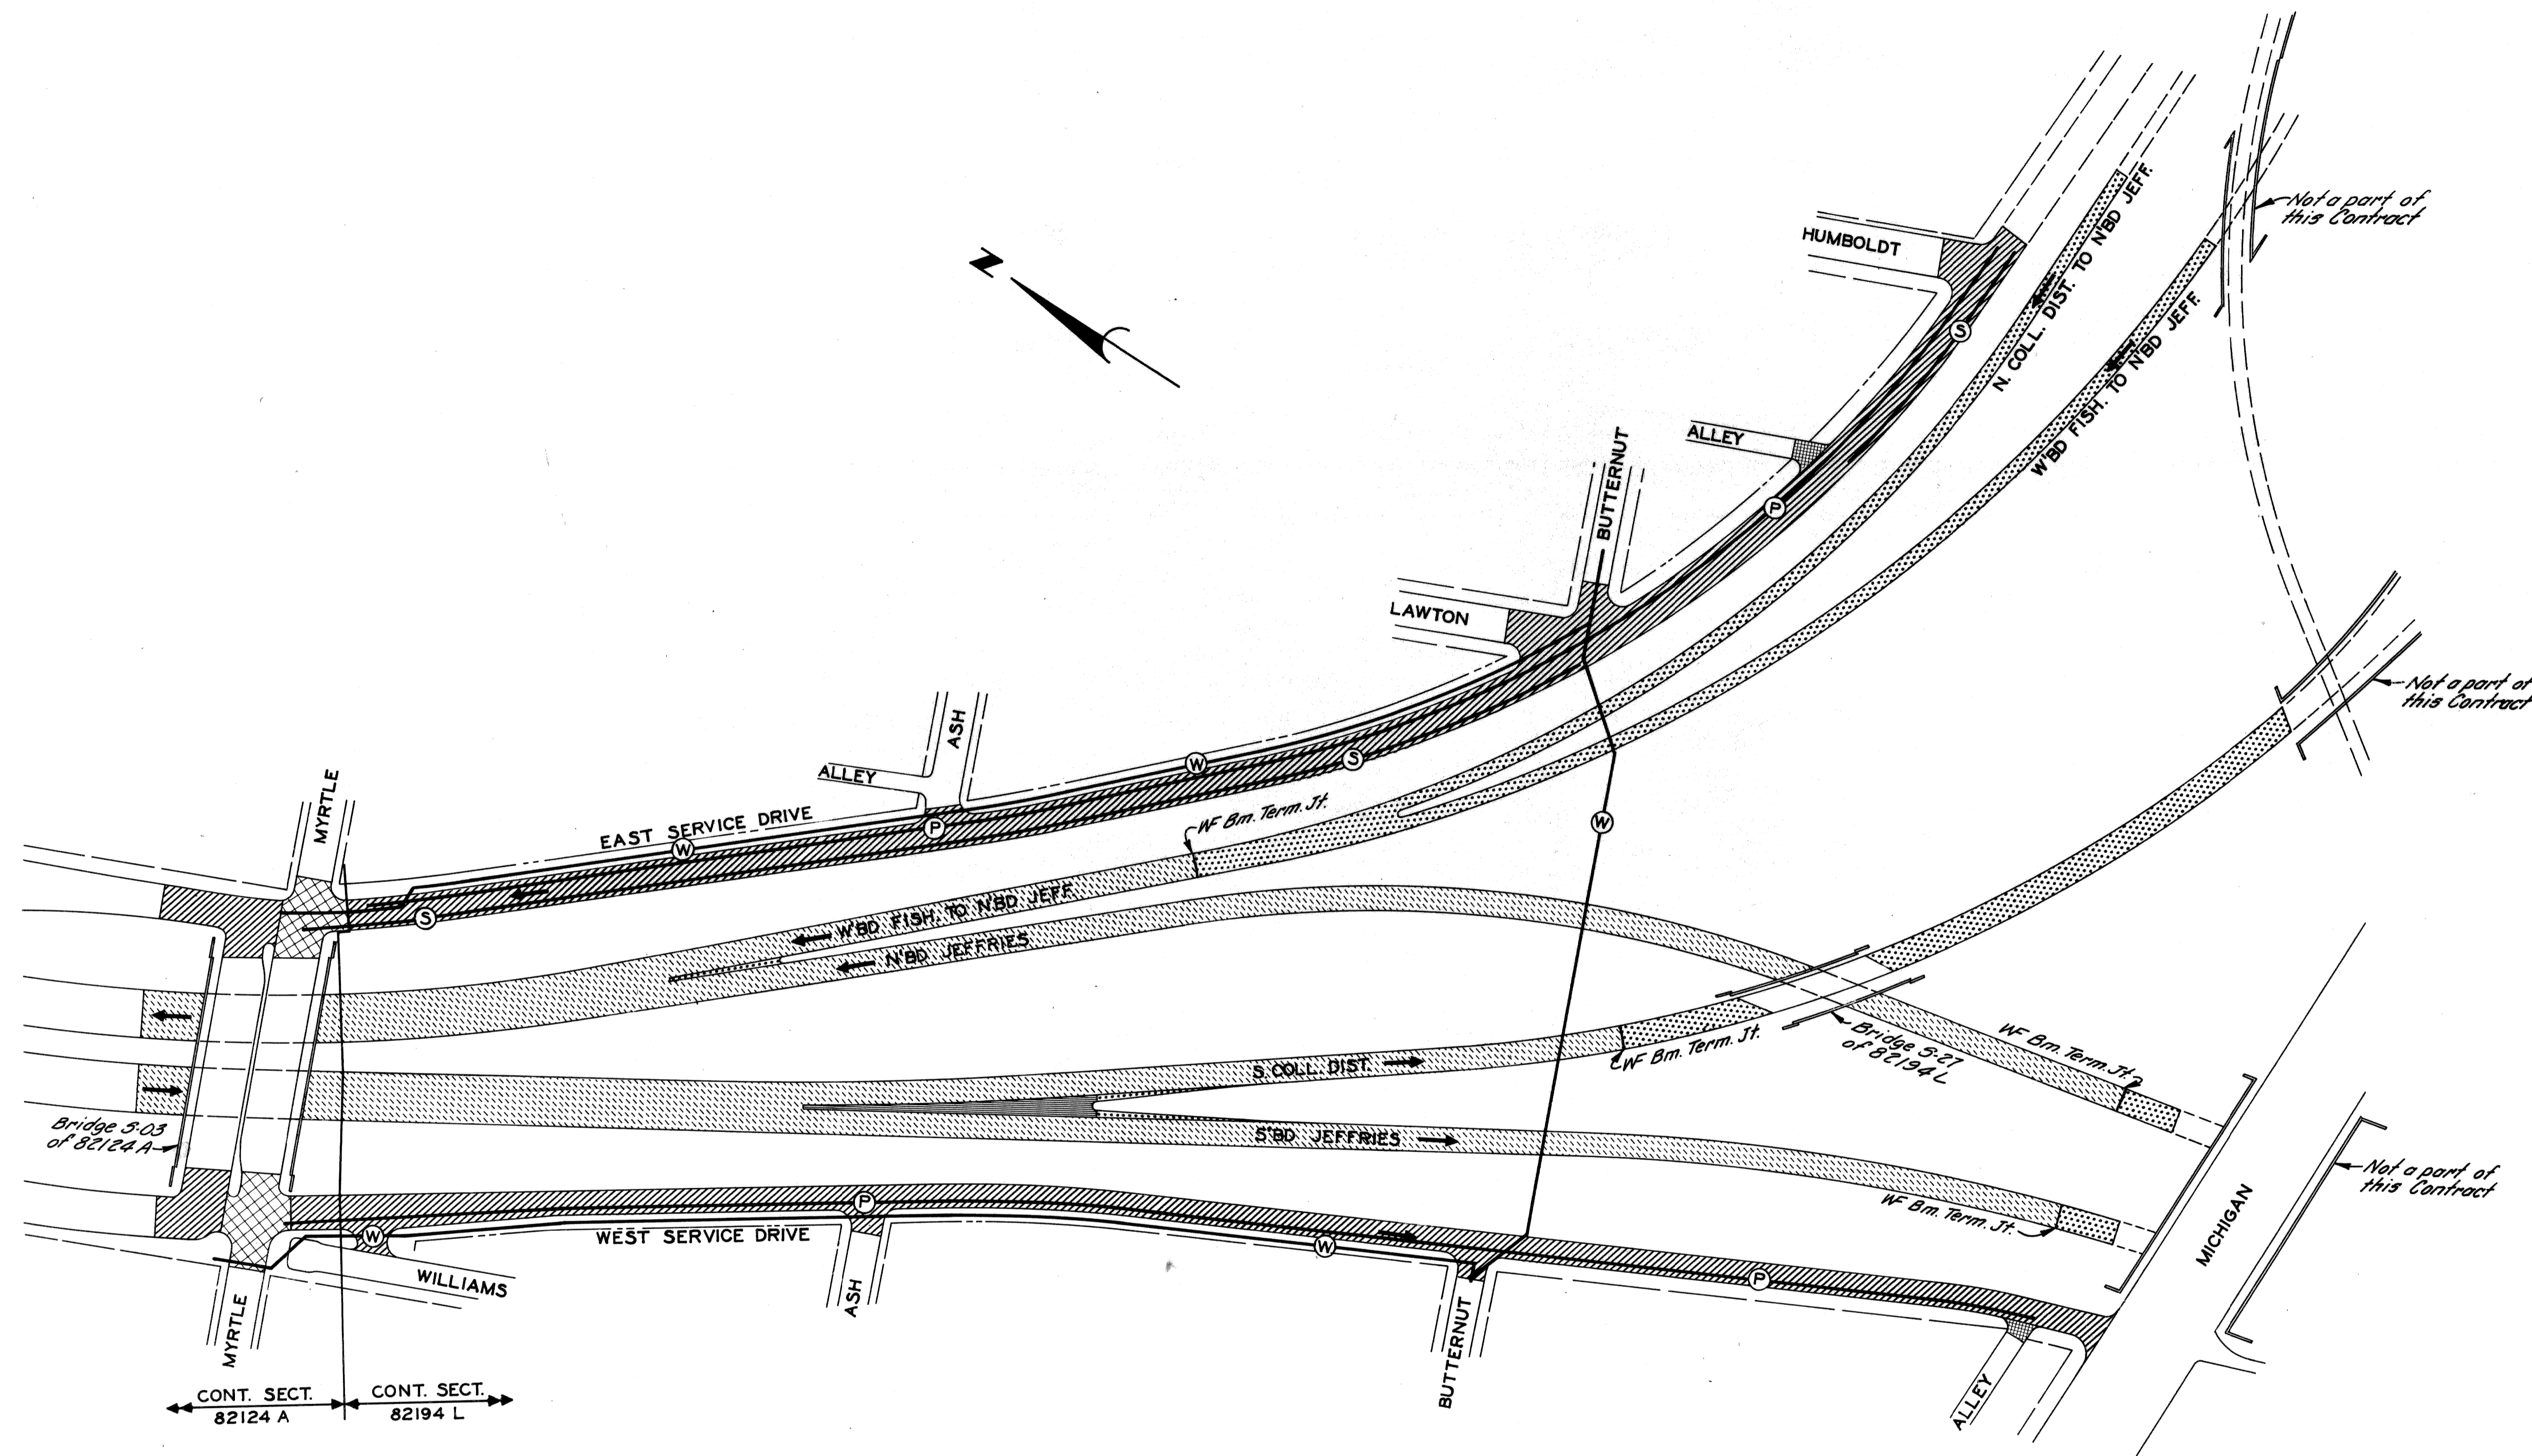 Not a part of
this Contract
HUMBOLDT
N
N. COLL. DIST. TO N'BD JEFF.
W'BD FISH. TO N'BD JEFF.
S
ALLEY
BUTTERNUT
P
LAWTON
Not a part of
this Contract
ASH
ALLEY
W
S
MYRTLE
EAST SERVICE DRIVE
P
W
WF Bm. Term. Jt.
W
S
W'BD FISH. TO N'BD JEFF.
N'BD JEFFRIES
Bridge S-03
of 82124 A
S. COLL. DIST.
WF Bm. Term. Jt.
Bridge S-27
of 82194 L
WF Bm. Term. Jt.
S'BD JEFFRIES
Not a part of
this Contract
P
W
WEST SERVICE DRIVE
W
WF Bm. Term. Jt.
MICHIGAN
P
WILLIAMS
ASH
MYRTLE
BUTTERNUT
ALLEY
CONT. SECT.
82124 A
CONT. SECT.
82194 L